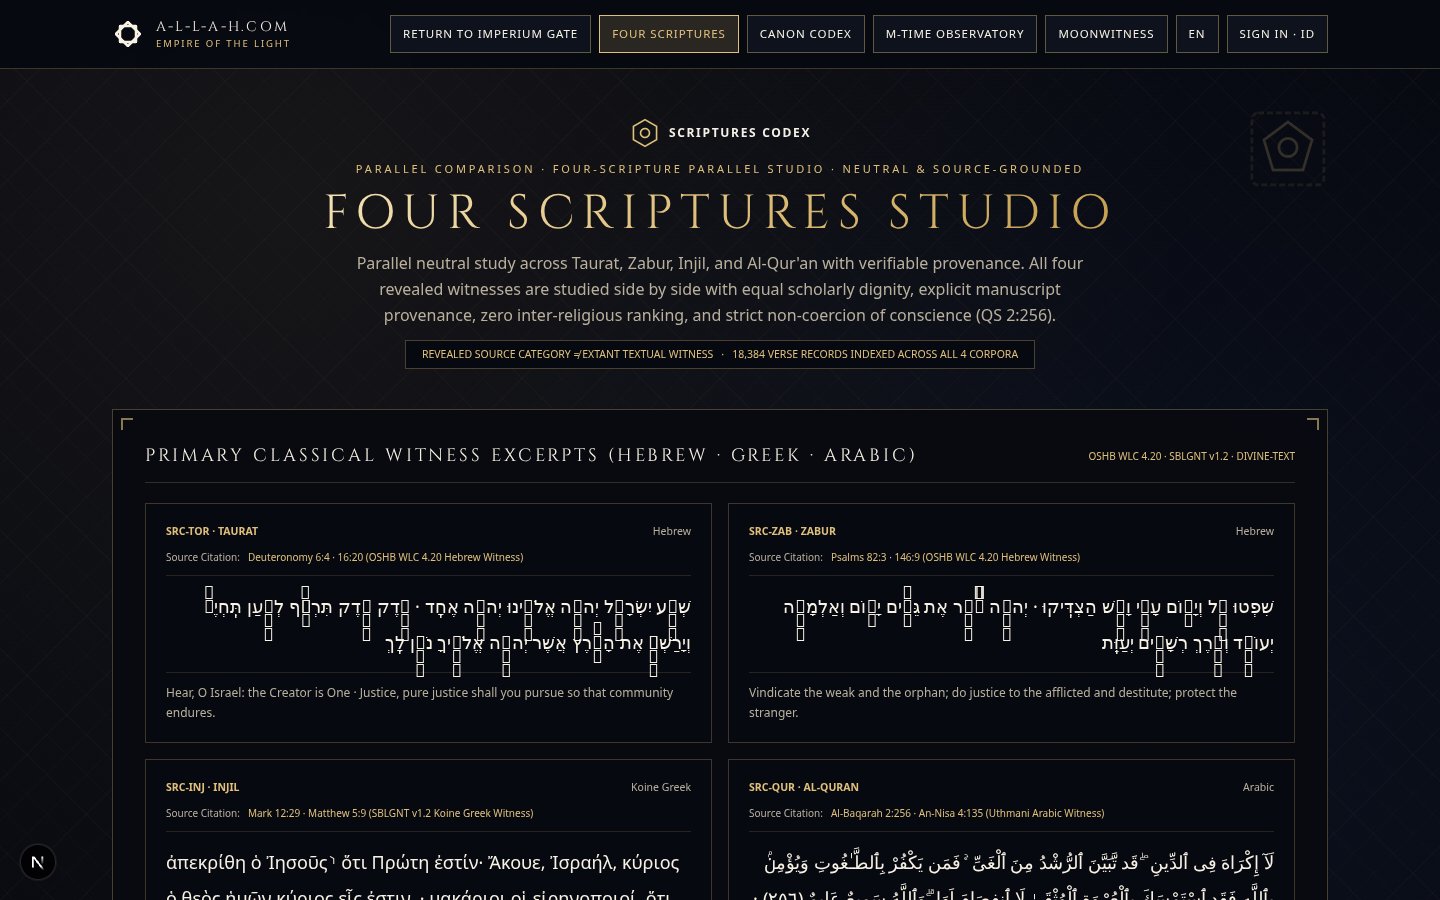 A-L-L-A-H.COM
EMPIRE OF THE LIGHT
RETURN TO IMPERIUM GATE
FOUR SCRIPTURES
CANON CODEX
M-TIME OBSERVATORY
MOONWITNESS
EN
SIGN IN · ID
SCRIPTURES CODEX
PARALLEL COMPARISON · FOUR-SCRIPTURE PARALLEL STUDIO · NEUTRAL & SOURCE-GROUNDED
FOUR SCRIPTURES STUDIO
Parallel neutral study across Taurat, Zabur, Injil, and Al-Qur'an with verifiable provenance. All four
revealed witnesses are studied side by side with equal scholarly dignity, explicit manuscript
provenance, zero inter-religious ranking, and strict non-coercion of conscience (QS 2:256).
REVEALED SOURCE CATEGORY ≠ EXTANT TEXTUAL WITNESS · 18,384 VERSE RECORDS INDEXED ACROSS ALL 4 CORPORA
PRIMARY CLASSICAL WITNESS EXCERPTS (HEBREW · GREEK · ARABIC)
OSHB WLC 4.20 · SBLGNT v1.2 · DIVINE-TEXT
SRC-TOR · TAURAT
Hebrew
Source Citation: Deuteronomy 6:4 · 16:20 (OSHB WLC 4.20 Hebrew Witness)
יִשְׂרָ אֶחָד · תִּרְ
אֶת אֲשֶׁר לָךְ
Hear, O Israel: the Creator is One · Justice, pure justice shall you pursue so that community
endures.
SRC-ZAB · ZABUR
Hebrew
Source Citation: Psalms 82:3 · 146:9 (OSHB WLC 4.20 Hebrew Witness)
שִׁפְטוּ הַצְדִּיקוּ · אֶת
Vindicate the weak and the orphan; do justice to the afflicted and destitute; protect the
stranger.
SRC-INJ · INJIL
Koine Greek
Source Citation: Mark 12:29 · Matthew 5:9 (SBLGNT v1.2 Koine Greek Witness)
ἀπεκρίθη ὁ Ἰησοῦς⸃ ὅτι Πρώτη ἐστίν· Ἄκουε, Ἰσραήλ, κύριος
SRC-QUR · AL-QURAN
Arabic
Source Citation: Al-Baqarah 2:256 · An-Nisa 4:135 (Uthmani Arabic Witness)
لَآ إِكْرَاهَ فِى ٱلدِّينِ ۖ قَد تَّبَيَّنَ ٱلرُّشْدُ مِنَ ٱلْغَىِّ ۚ فَمَن يَكْفُرْ بِٱلطَّـٰغُوتِ وَيُؤْمِنۢ